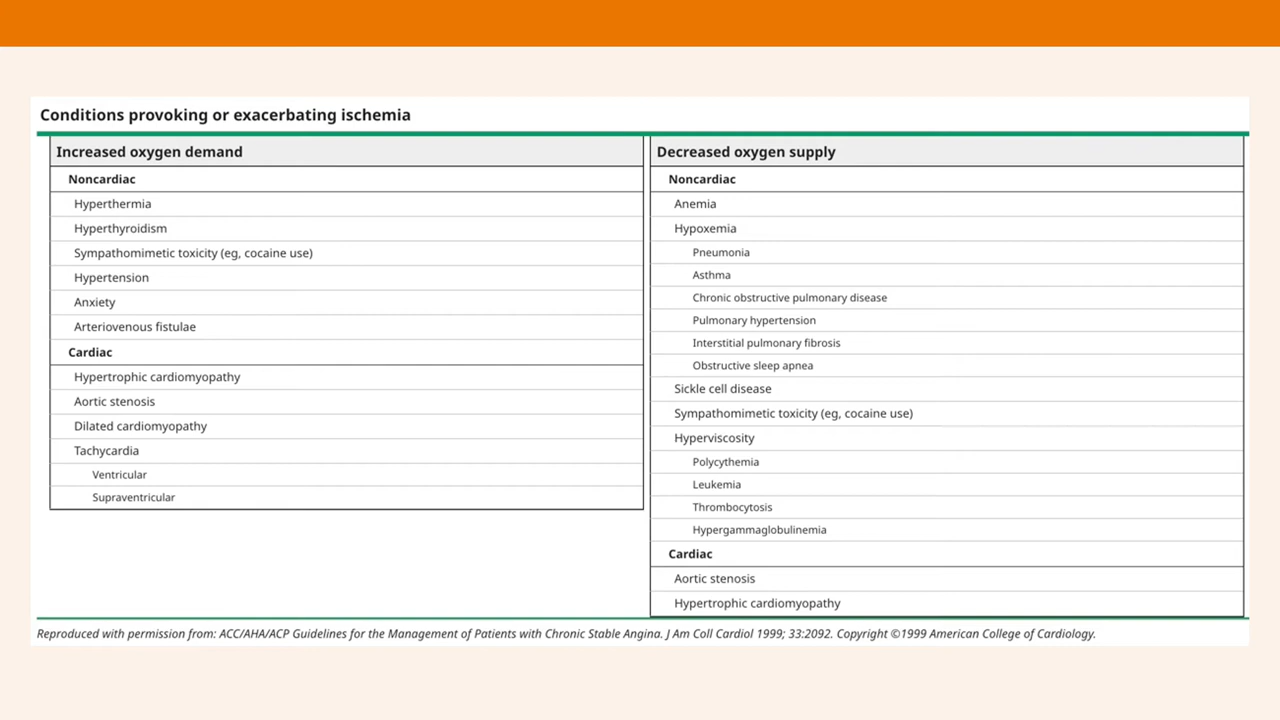 Conditions provoking or exacerbating ischemia
Increased oxygen demand
Noncardiac
Hyperthermia
Hyperthyroidism
Sympathomimetic toxicity (eg, cocaine use)
Hypertension
Anxiety
Arteriovenous fistulae
Cardiac
Hypertrophic cardiomyopathy
Aortic stenosis
Dilated cardiomyopathy
Tachycardia
Ventricular
Supraventricular
Decreased oxygen supply
Noncardiac
Anemia
Hypoxemia
Pneumonia
Asthma
Chronic obstructive pulmonary disease
Pulmonary hypertension
Interstitial pulmonary fibrosis
Obstructive sleep apnea
Sickle cell disease
Sympathomimetic toxicity (eg, cocaine use)
Hyperviscosity
Polycythemia
Leukemia
Thrombocytosis
Hypergammaglobulinemia
Cardiac
Aortic stenosis
Hypertrophic cardiomyopathy
Reproduced with permission from: ACC/AHA/ACP Guidelines for the Management of Patients with Chronic Stable Angina. J Am Coll Cardiol 1999; 33:2092. Copyright ©1999 American College of Cardiology.